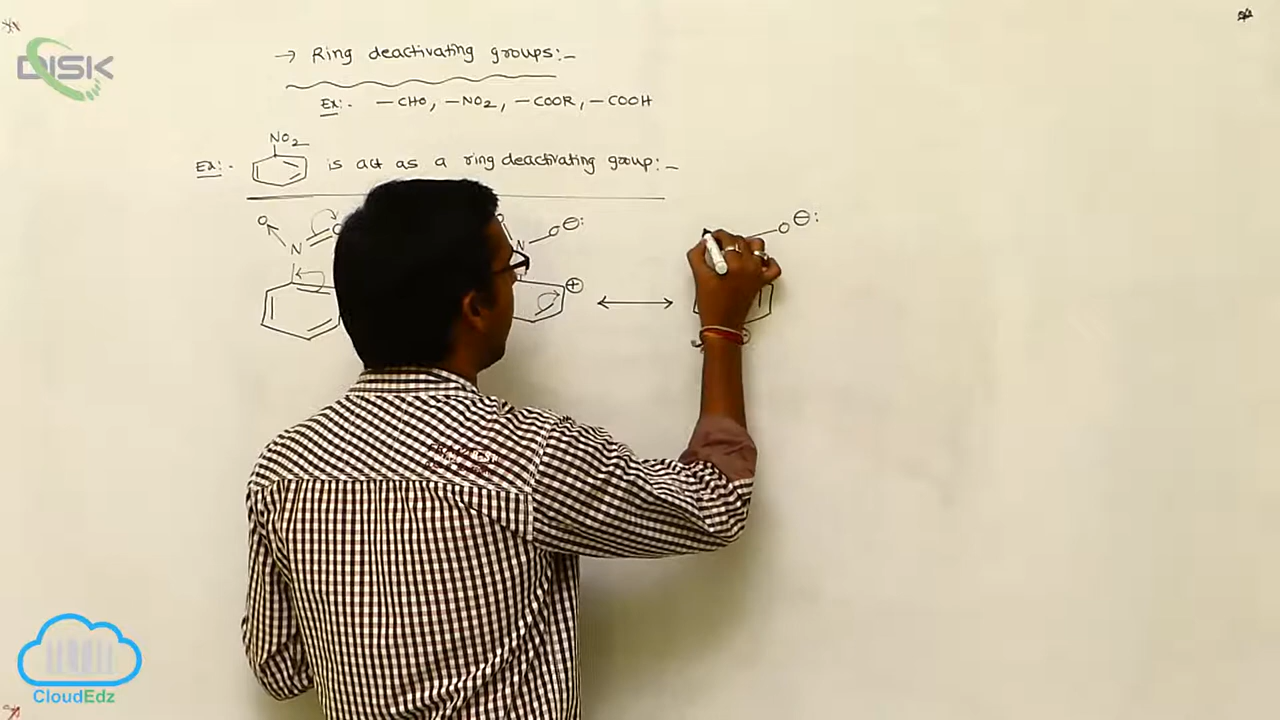 DISK
→ Ring deactivating groups:-
Ex:- -CHO, -NO2, -COOR, -COOH
NO2
Ex:- is act as a ring deactivating group:-
O N O
N O ⊖:
⊕
O ⊖:
CloudEdz